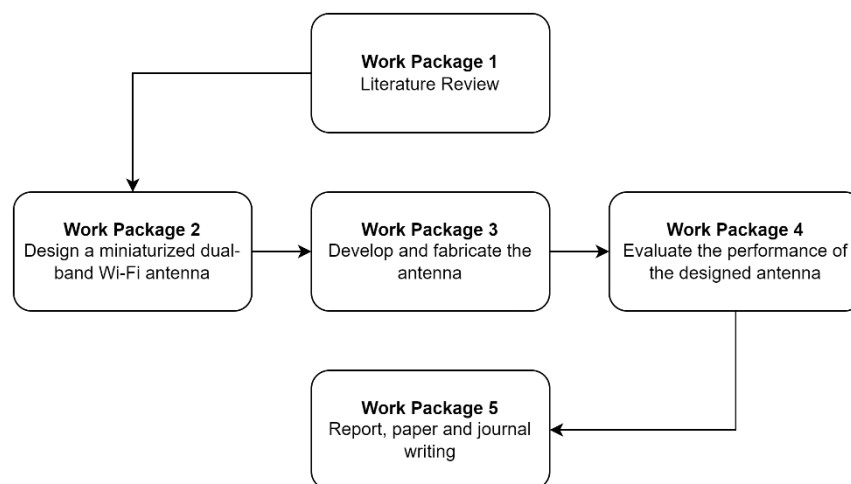 Work Package 1
Literature Review
Work Package 2
Design a miniaturized dual-
band Wi-Fi antenna
Work Package 3
Develop and fabricate the
antenna
Work Package 4
Evaluate the performance of
the designed antenna
Work Package 5
Report, paper and journal
writing